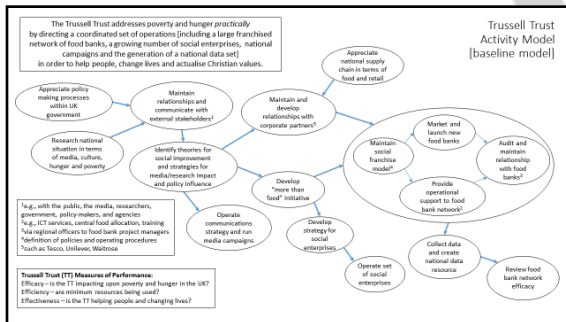 The Trussell Trust addresses poverty and hunger practically
by directing a coordinated set of operations [including a large franchised
network of food banks, a growing number of social enterprises, national
campaigns and the generation of a national data set]
in order to help people, change lives and actualise Christian values.
Trussell Trust
Activity Model
[baseline model]
Appreciate
national supply
chain in terms of
food and retail
Appreciate policy
making processes within
UK
government
Maintain
relationships and
communicate with
external stakeholders¹
Maintain and
develop
relationships with
corporate partners⁵
Research national
situation in terms
of media, culture,
hunger and poverty
Identify theories for
social improvement and
strategies for
media/research impact
and policy influence
Market and
launch new
food banks
Maintain
social
franchise
model⁴
Audit and
maintain
relationship
with food
banks³
Provide
operational
support to food
bank network²
Develop
"more than
food" initiative
Operate
communications
strategy and run
media campaigns
Develop
strategy for
social
enterprises
Operate set
of social
enterprises
Collect data
and create
national data
resource
Review food
bank network
efficacy
¹e.g., with the public, the media, researchers,
government, policy-makers, and agencies
²e.g., ICT services, central food allocation, training
³via regional officers to food bank project managers
⁴definition of policies and operating procedures
⁵such as Tesco, Unilever, Waitrose
Trussell Trust (TT) Measures of Performance:
Efficacy – Is the TT impacting upon poverty and hunger in the UK?
Efficiency – are minimum resources being used?
Effectiveness – Is the TT helping people and changing lives?